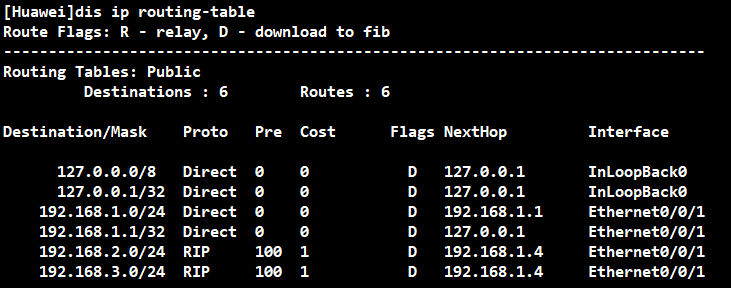 [Huawei]dis ip routing-table
Route Flags: R - relay, D - download to fib
------------------------------------------------------------------------------
Routing Tables: Public
         Destinations : 6        Routes : 6
Destination/Mask    Proto  Pre  Cost      Flags NextHop         Interface
      127.0.0.0/8   Direct 0    0           D   127.0.0.1       InLoopBack0
      127.0.0.1/32  Direct 0    0           D   127.0.0.1       InLoopBack0
    192.168.1.0/24  Direct 0    0           D   192.168.1.1     Ethernet0/0/1
    192.168.1.1/32  Direct 0    0           D   127.0.0.1       Ethernet0/0/1
    192.168.2.0/24  RIP    100  1           D   192.168.1.4     Ethernet0/0/1
    192.168.3.0/24  RIP    100  1           D   192.168.1.4     Ethernet0/0/1